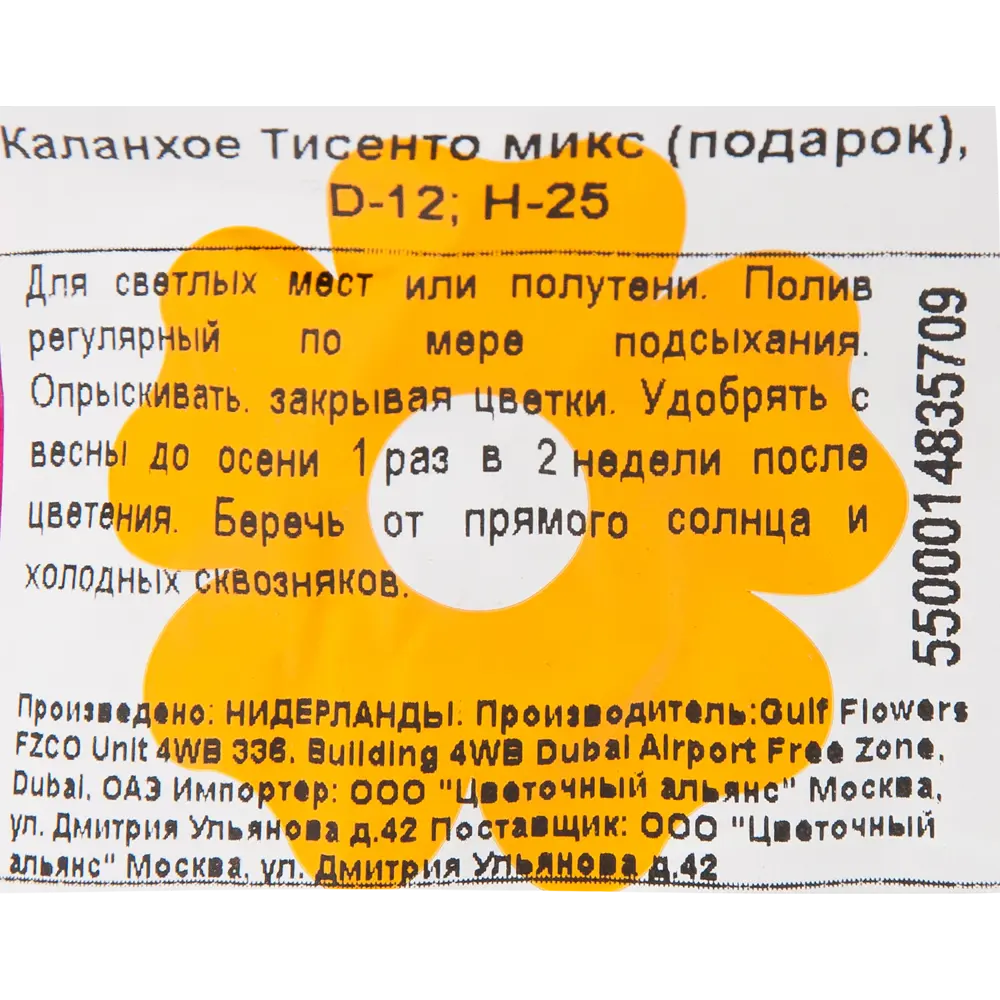 Каланхое Тисенто микс (подарок),
D-12; H-25
Для светлых мест или полутени. Полив
регулярный по мере подсыхания.
Опрыскивать. закрывая цветки. Удобрять с
весны до осени 1 раз в 2 недели после
цветения. Беречь от прямого солнца и
холодных сквозняков.
5500014835709
Произведено: НИДЕРЛАНДЫ. Производитель:Gulf Flowers
FZCO Unit 4WB 336. Building 4WB Dubai Airport Free Zone,
Dubai, ОАЭ Импортер: ООО "Цветочный альянс" Москва,
ул. Дмитрия Ульянова д.42 Поставщик: ООО "Цветочный
альянс" Москва, ул. Дмитрия Ульянова д.42